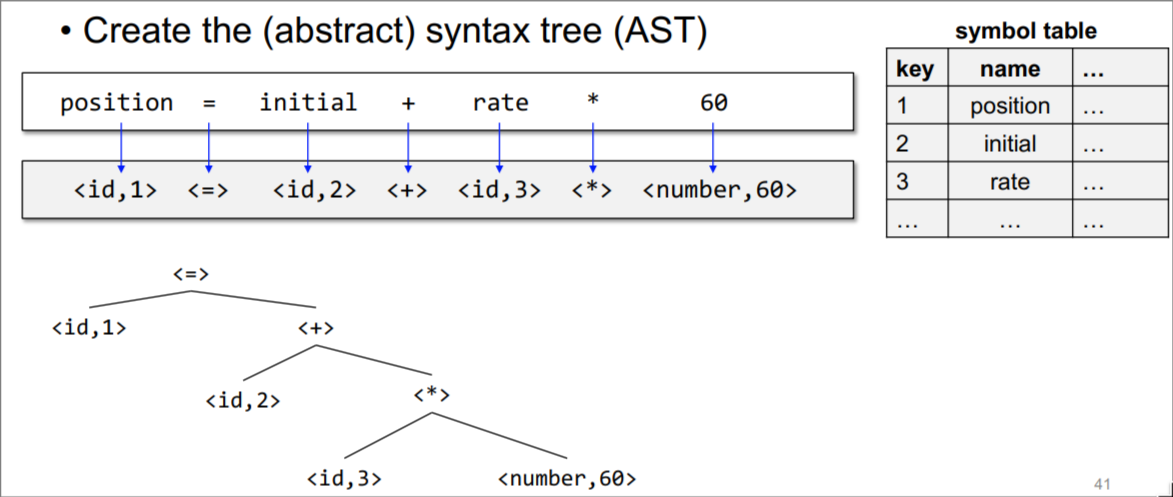 • Create the (abstract) syntax tree (AST)
symbol table
key name …
1 position …
2 initial …
3 rate …
… … …
position = initial + rate * 60
<id,1> <=> <id,2> <+> <id,3> <*> <number,60>
<=>
<id,1> <+>
<id,2> <*>
<id,3> <number,60>
41